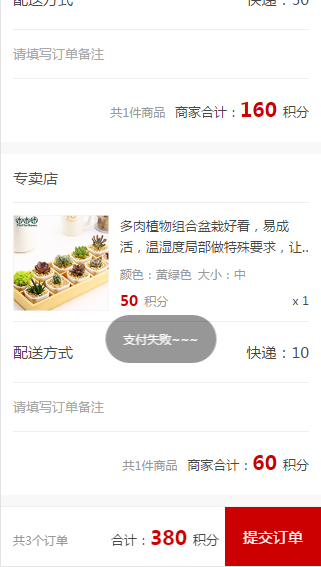 配送方式 快递：50
请填写订单备注
共1件商品 商家合计：160 积分
专卖店
多肉植物组合盆栽好看，易成
活，温湿度局部做特殊要求，让..
颜色：黄绿色 大小：中
50 积分 x 1
支付失败~~~
配送方式 快递：10
请填写订单备注
共1件商品 商家合计：60 积分
共3个订单 合计：380 积分 提交订单